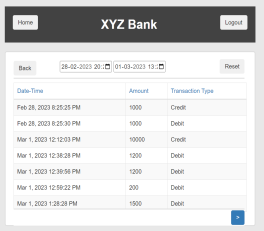 Home
XYZ Bank
Logout
Back
28-02-2023 20:
01-03-2023 13:
Reset
Date-Time Amount Transaction Type
Feb 28, 2023 8:25:25 PM 1000 Credit
Feb 28, 2023 8:25:30 PM 1000 Debit
Mar 1, 2023 12:12:03 PM 10000 Credit
Mar 1, 2023 12:38:28 PM 1200 Debit
Mar 1, 2023 12:39:56 PM 1200 Debit
Mar 1, 2023 12:56:22 PM 200 Debit
Mar 1, 2023 1:28:28 PM 1500 Debit
>